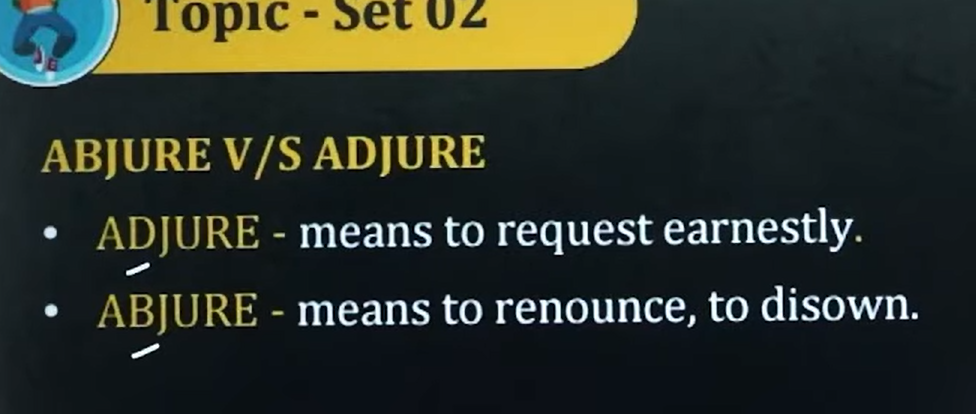 Topic - Set 02
ABJURE V/S ADJURE
• ADJURE - means to request earnestly.
• ABJURE - means to renounce, to disown.